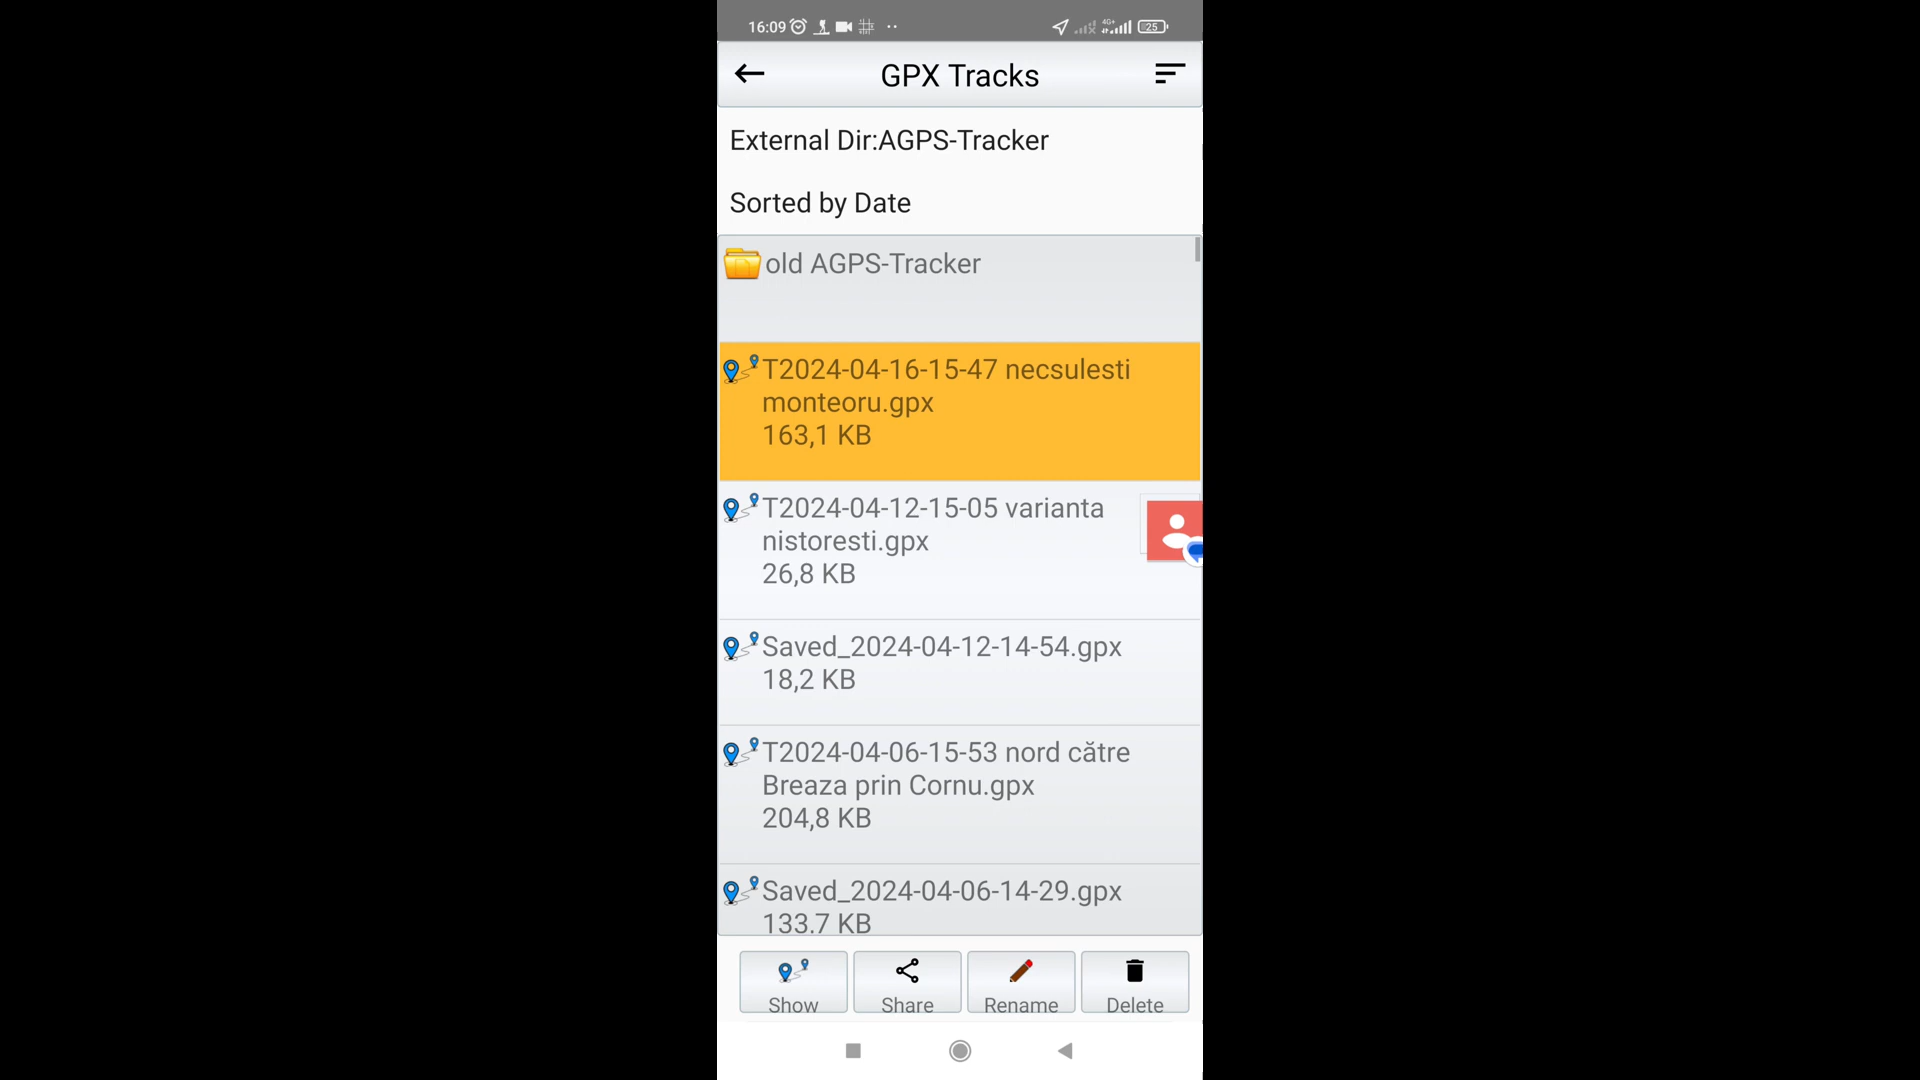 16:09
4G+
25
GPX Tracks
External Dir:AGPS-Tracker
Sorted by Date
old AGPS-Tracker
T2024-04-16-15-47 necsulesti
monteoru.gpx
163,1 KB
T2024-04-12-15-05 varianta
nistoresti.gpx
26,8 KB
Saved_2024-04-12-14-54.gpx
18,2 KB
T2024-04-06-15-53 nord către
Breaza prin Cornu.gpx
204,8 KB
Saved_2024-04-06-14-29.gpx
133,7 KB
Show
Share
Rename
Delete